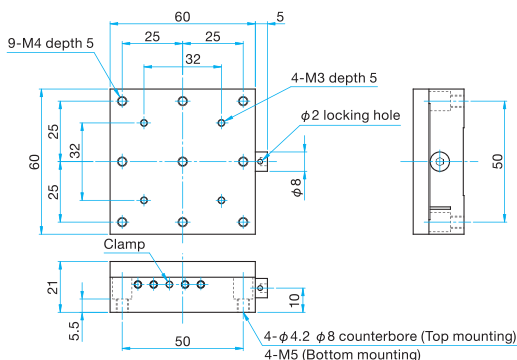 60
5
9-M4 depth 5
25
25
32
4-M3 depth 5
φ2 locking hole
60
25
32
25
φ8
50
Clamp
21
5.5
10
50
4-φ4.2 φ8 counterbore (Top mounting)
4-M5 (Bottom mounting)